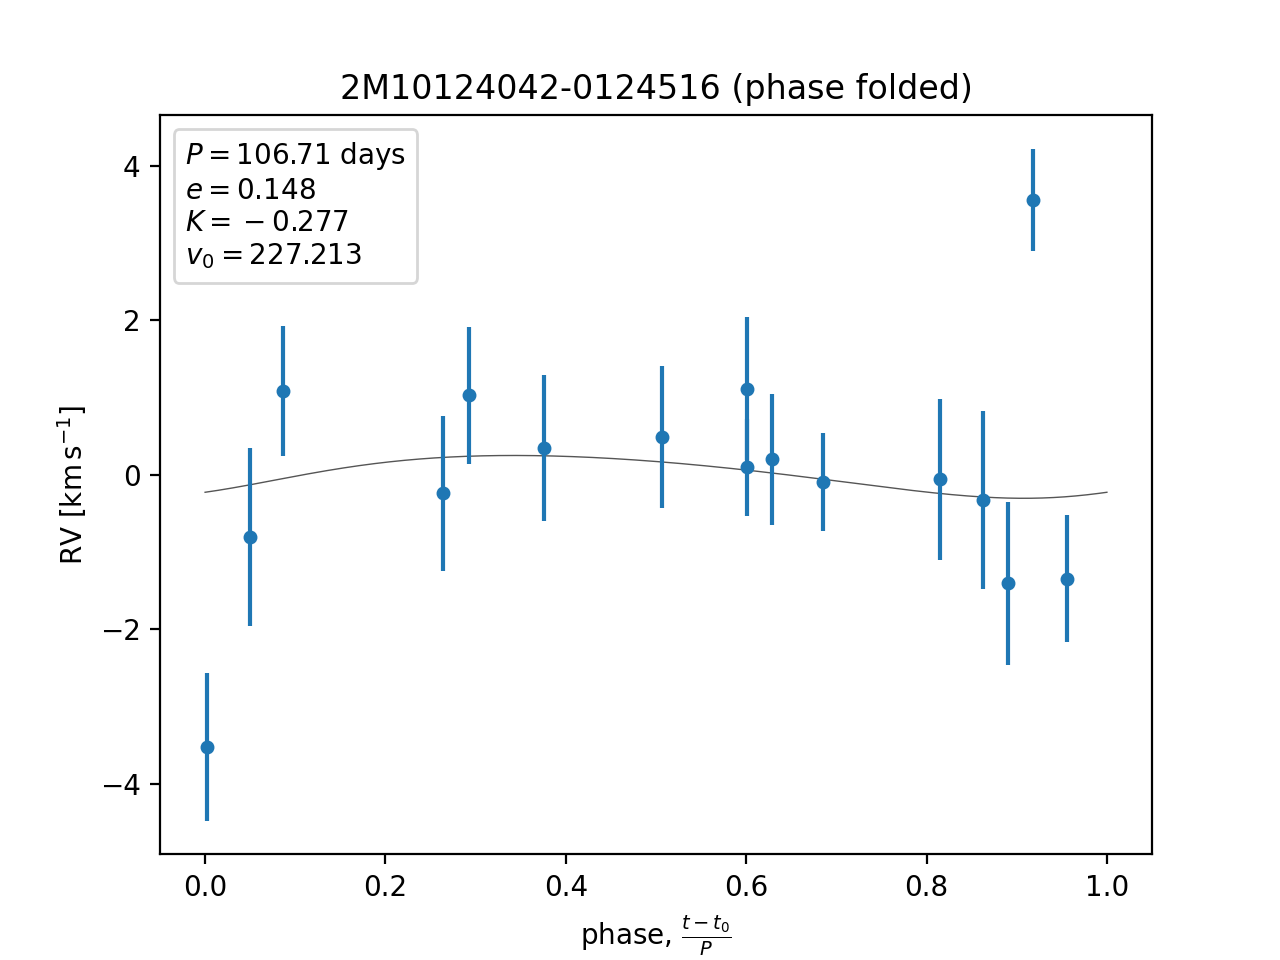 2M10124042-0124516 (phase folded)
P = 106.71 days
e = 0.148
K = −0.277
v₀ = 227.213
4
2
0
−2
−4
RV [km s⁻¹]
0.0 0.2 0.4 0.6 0.8 1.0
phase, (t − t₀)/P